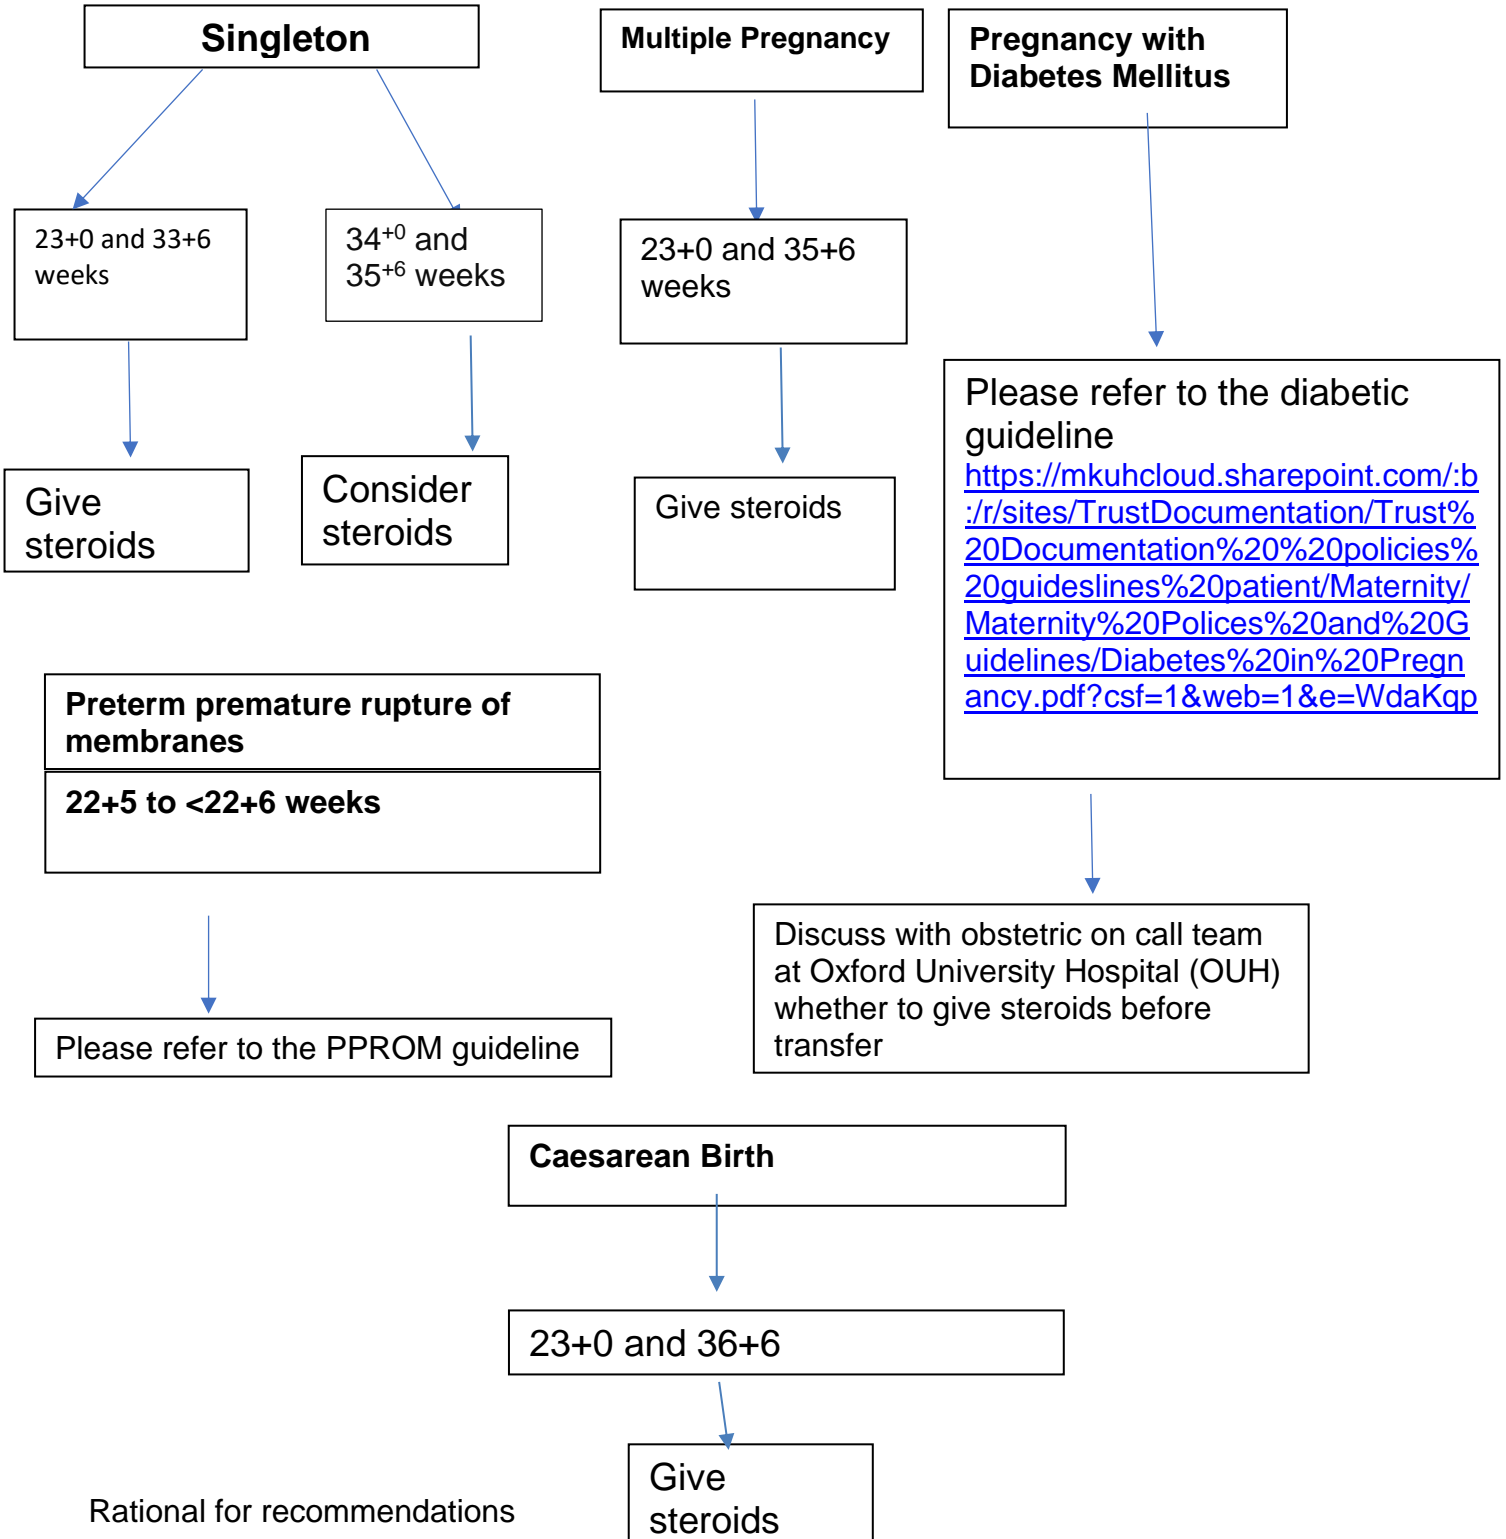 Singleton
Multiple Pregnancy
Pregnancy with
Diabetes Mellitus
23+0 and 33+6
weeks
34+0 and
35+6 weeks
23+0 and 35+6
weeks
Give
steroids
Consider
steroids
Give steroids
Please refer to the diabetic
guideline
https://mkuhcloud.sharepoint.com/:b
:/r/sites/TrustDocumentation/Trust%
20Documentation%20%20policies%
20guideslines%20patient/Maternity/
Maternity%20Polices%20and%20G
uidelines/Diabetes%20in%20Pregn
ancy.pdf?csf=1&web=1&e=WdaKqp
Preterm premature rupture of
membranes
22+5 to <22+6 weeks
Please refer to the PPROM guideline
Discuss with obstetric on call team
at Oxford University Hospital (OUH)
whether to give steroids before
transfer
Caesarean Birth
23+0 and 36+6
Give
steroids
Rational for recommendations